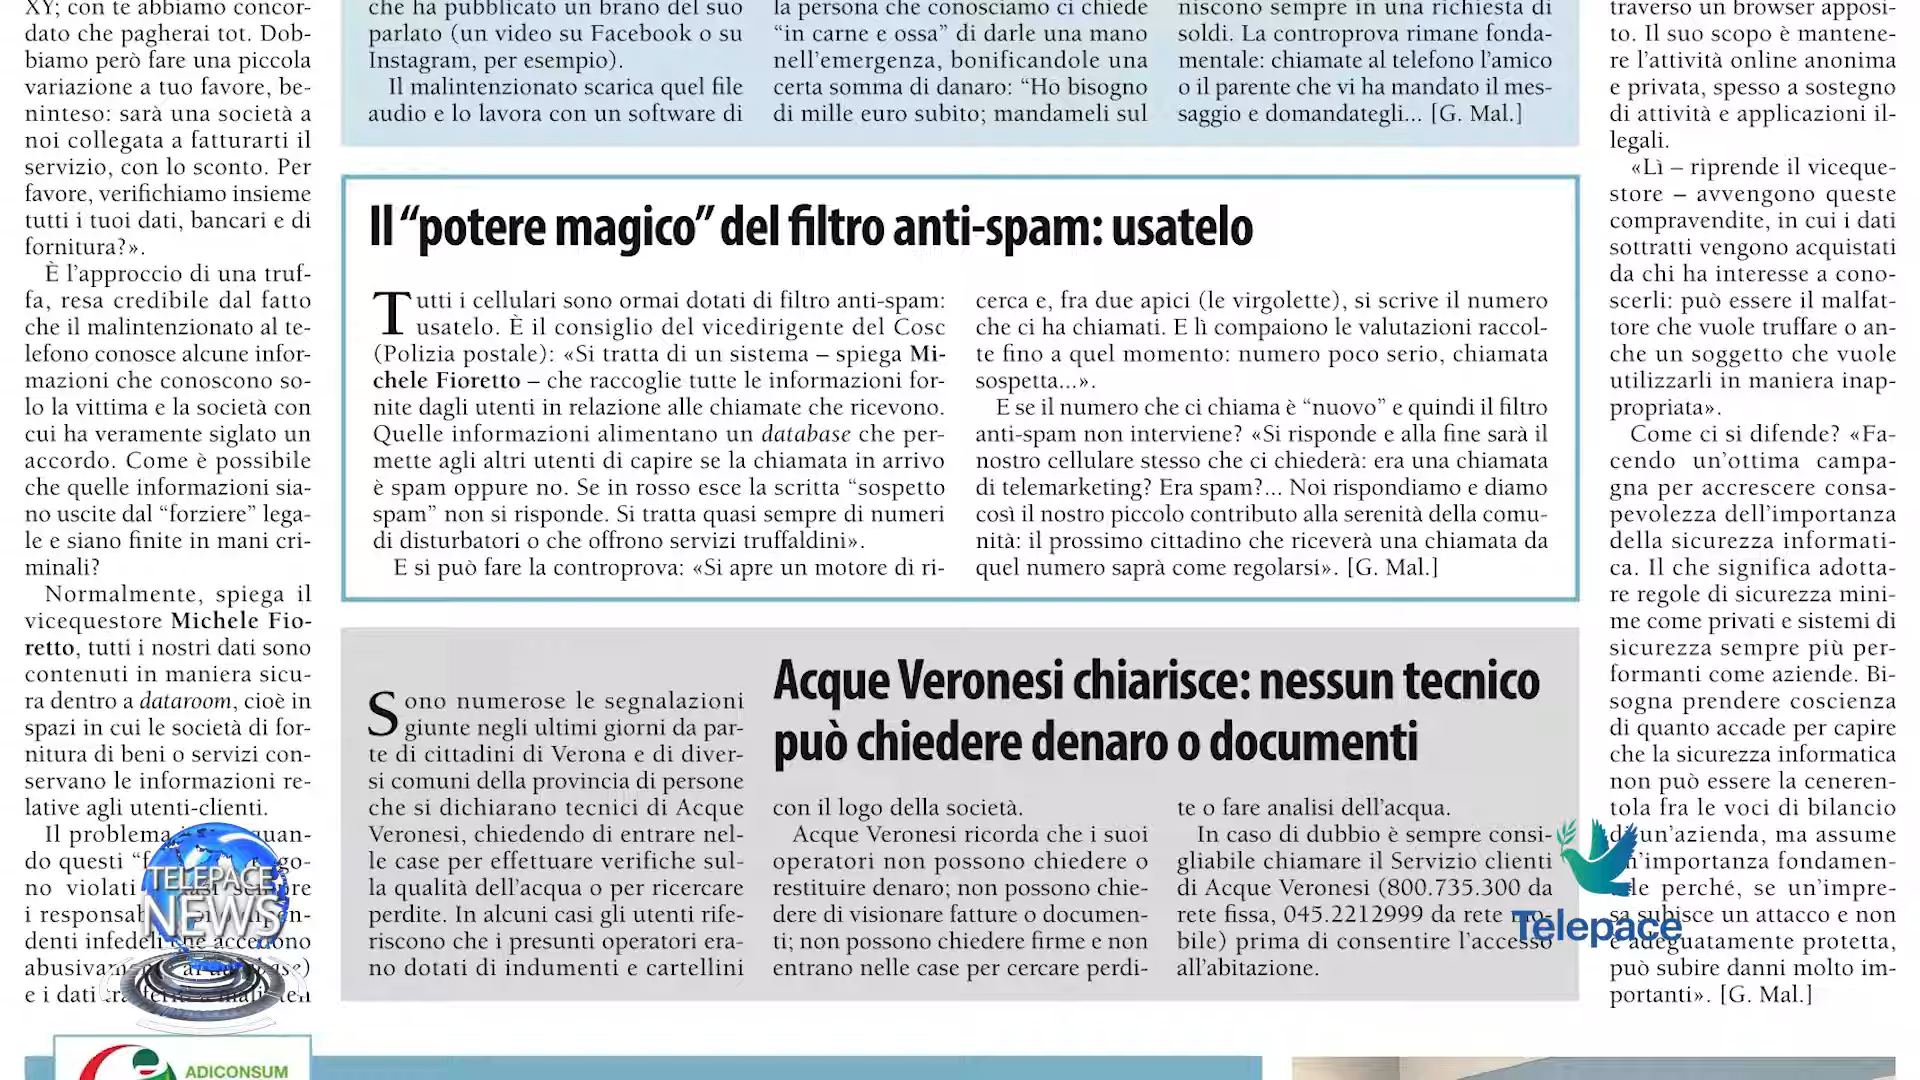 XY; con te abbiamo concor-
dato che pagherai tot. Dob-
biamo però fare una piccola
variazione a tuo favore, be-
ninteso: sarà una società a
noi collegata a fatturarti il
servizio, con lo sconto. Per
favore, verifichiamo insieme
tutti i tuoi dati, bancari e di
fornitura?».
È l'approccio di una truf-
fa, resa credibile dal fatto
che il malintenzionato al te-
lefono conosce alcune infor-
mazioni che conoscono so-
lo la vittima e la società con
cui ha veramente siglato un
accordo. Come è possibile
che quelle informazioni sia-
no uscite dal “forziere” lega-
le e siano finite in mani cri-
minali?
Normalmente, spiega il
vicequestore Michele Fio-
retto, tutti i nostri dati sono
contenuti in maniera sicu-
ra dentro a dataroom, cioè in
spazi in cui le società di for-
nitura di beni o servizi con-
servano le informazioni re-
lative agli utenti-clienti.
Il problema quan-
do questi
no violati
i responsab
denti infedeli che accedono
abusivam
e i dati
che ha pubblicato un brano del suo
parlato (un video su Facebook o su
Instagram, per esempio).
Il malintenzionato scarica quel file
audio e lo lavora con un software di
la persona che conosciamo ci chiede
“in carne e ossa” di darle una mano
nell'emergenza, bonificandole una
certa somma di danaro: “Ho bisogno
di mille euro subito; mandameli sul
niscono sempre in una richiesta di
soldi. La controprova rimane fonda-
mentale: chiamate al telefono l'amico
o il parente che vi ha mandato il mes-
saggio e domandategli... [G. Mal.]
Il “potere magico” del filtro anti-spam: usatelo
Tutti i cellulari sono ormai dotati di filtro anti-spam:
usatelo. È il consiglio del vicedirigente del Cosc
(Polizia postale): «Si tratta di un sistema – spiega Mi-
chele Fioretto – che raccoglie tutte le informazioni for-
nite dagli utenti in relazione alle chiamate che ricevono.
Quelle informazioni alimentano un database che per-
mette agli altri utenti di capire se la chiamata in arrivo
è spam oppure no. Se in rosso esce la scritta “sospetto
spam” non si risponde. Si tratta quasi sempre di numeri
di disturbatori o che offrono servizi truffaldini».
E si può fare la controprova: «Si apre un motore di ri-
cerca e, fra due apici (le virgolette), si scrive il numero
che ci ha chiamati. E lì compaiono le valutazioni raccol-
te fino a quel momento: numero poco serio, chiamata
sospetta...».
E se il numero che ci chiama è “nuovo” e quindi il filtro
anti-spam non interviene? «Si risponde e alla fine sarà il
nostro cellulare stesso che ci chiederà: era una chiamata
di telemarketing? Era spam?... Noi rispondiamo e diamo
così il nostro piccolo contributo alla serenità della comu-
nità: il prossimo cittadino che riceverà una chiamata da
quel numero saprà come regolarsi». [G. Mal.]
Acque Veronesi chiarisce: nessun tecnico
può chiedere denaro o documenti
Sono numerose le segnalazioni
giunte negli ultimi giorni da par-
te di cittadini di Verona e di diver-
si comuni della provincia di persone
che si dichiarano tecnici di Acque
Veronesi, chiedendo di entrare nel-
le case per effettuare verifiche sul-
la qualità dell'acqua o per ricercare
perdite. In alcuni casi gli utenti rife-
riscono che i presunti operatori era-
no dotati di indumenti e cartellini
con il logo della società.
Acque Veronesi ricorda che i suoi
operatori non possono chiedere o
restituire denaro; non possono chie-
dere di visionare fatture o documen-
ti; non possono chiedere firme e non
entrano nelle case per cercare perdi-
te o fare analisi dell'acqua.
In caso di dubbio è sempre consi-
gliabile chiamare il Servizio clienti
di Acque Veronesi (800.735.300 da
rete fissa, 045.2212999 da rete mo-
bile) prima di consentire l'accesso
all'abitazione.
traverso un browser apposi-
to. Il suo scopo è mantene-
re l'attività online anonima
e privata, spesso a sostegno
di attività e applicazioni il-
legali.
«Lì – riprende il viceque-
store – avvengono queste
compravendite, in cui i dati
sottratti vengono acquistati
da chi ha interesse a cono-
scerli: può essere il malfat-
tore che vuole truffare o an-
che un soggetto che vuole
utilizzarli in maniera inap-
propriata».
Come ci si difende? «Fa-
cendo un'ottima campa-
gna per accrescere consa-
pevolezza dell'importanza
della sicurezza informati-
ca. Il che significa adotta-
re regole di sicurezza mini-
me come privati e sistemi di
sicurezza sempre più per-
formanti come aziende. Bi-
sogna prendere coscienza
di quanto accade per capire
che la sicurezza informatica
non può essere la ceneren-
tola fra le voci di bilancio
un'azienda, ma assume
importanza fondamen-
le perché, se un'impre-
sa subisce un attacco e non
è adeguatamente protetta,
può subire danni molto im-
portanti». [G. Mal.]
TELEPACE
NEWS
Telepace
ADICONSUM